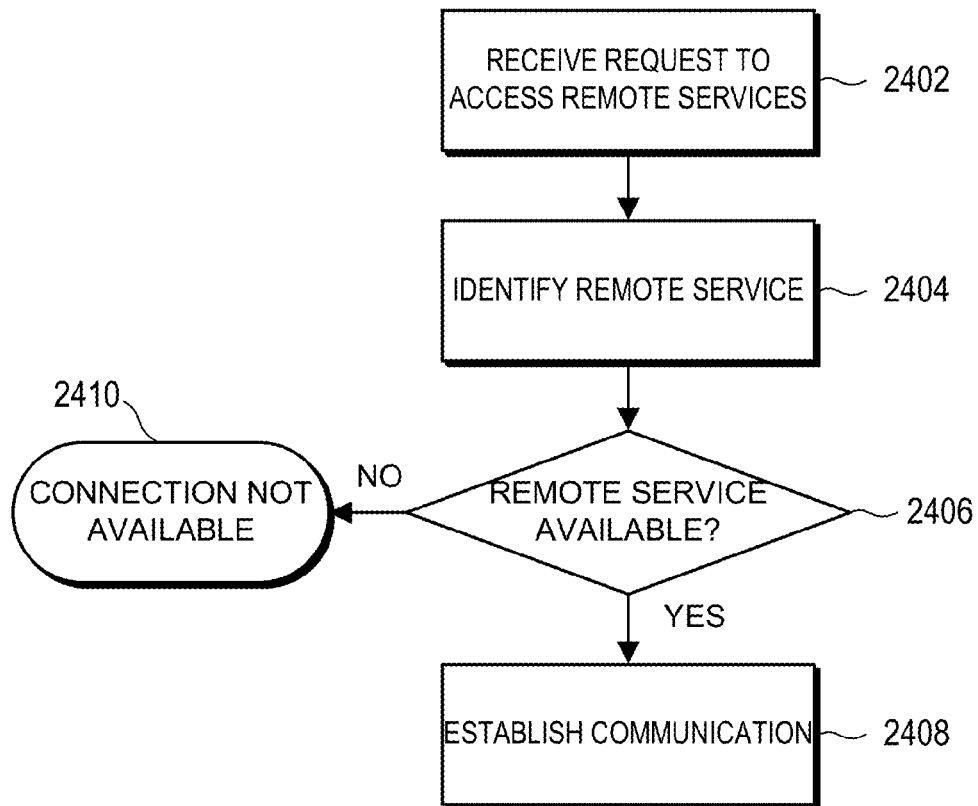 RECEIVE REQUEST TO
ACCESS REMOTE SERVICES
2402
IDENTIFY REMOTE SERVICE
2404
2410
CONNECTION NOT
AVAILABLE
NO
REMOTE SERVICE
AVAILABLE?
2406
YES
ESTABLISH COMMUNICATION
2408